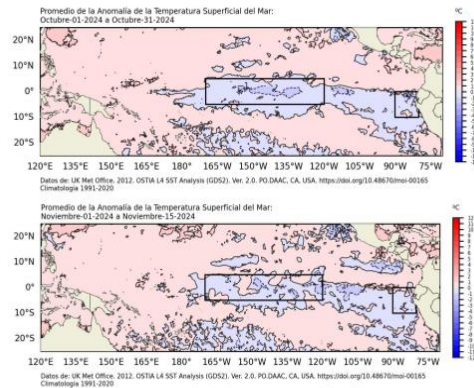 Promedio de la Anomalía de la Temperatura Superficial del Mar:
Octubre-01-2024 a Octubre-31-2024
°C
20°N
10°N
0°
10°S
20°S
120°E 135°E 150°E 165°E 180° 165°W 150°W 135°W 120°W 105°W 90°W 75°W
Datos de: UK Met Office. 2012. OSTIA L4 SST Analysis (GDS2). Ver. 2.0. PO.DAAC, CA, USA. https://doi.org/10.48670/moi-00165
Climatología 1991-2020
Promedio de la Anomalía de la Temperatura Superficial del Mar:
Noviembre-01-2024 a Noviembre-15-2024
°C
20°N
10°N
0°
10°S
20°S
120°E 135°E 150°E 165°E 180° 165°W 150°W 135°W 120°W 105°W 90°W 75°W
Datos de: UK Met Office. 2012. OSTIA L4 SST Analysis (GDS2). Ver. 2.0. PO.DAAC, CA, USA. https://doi.org/10.48670/moi-00165
Climatología 1991-2020